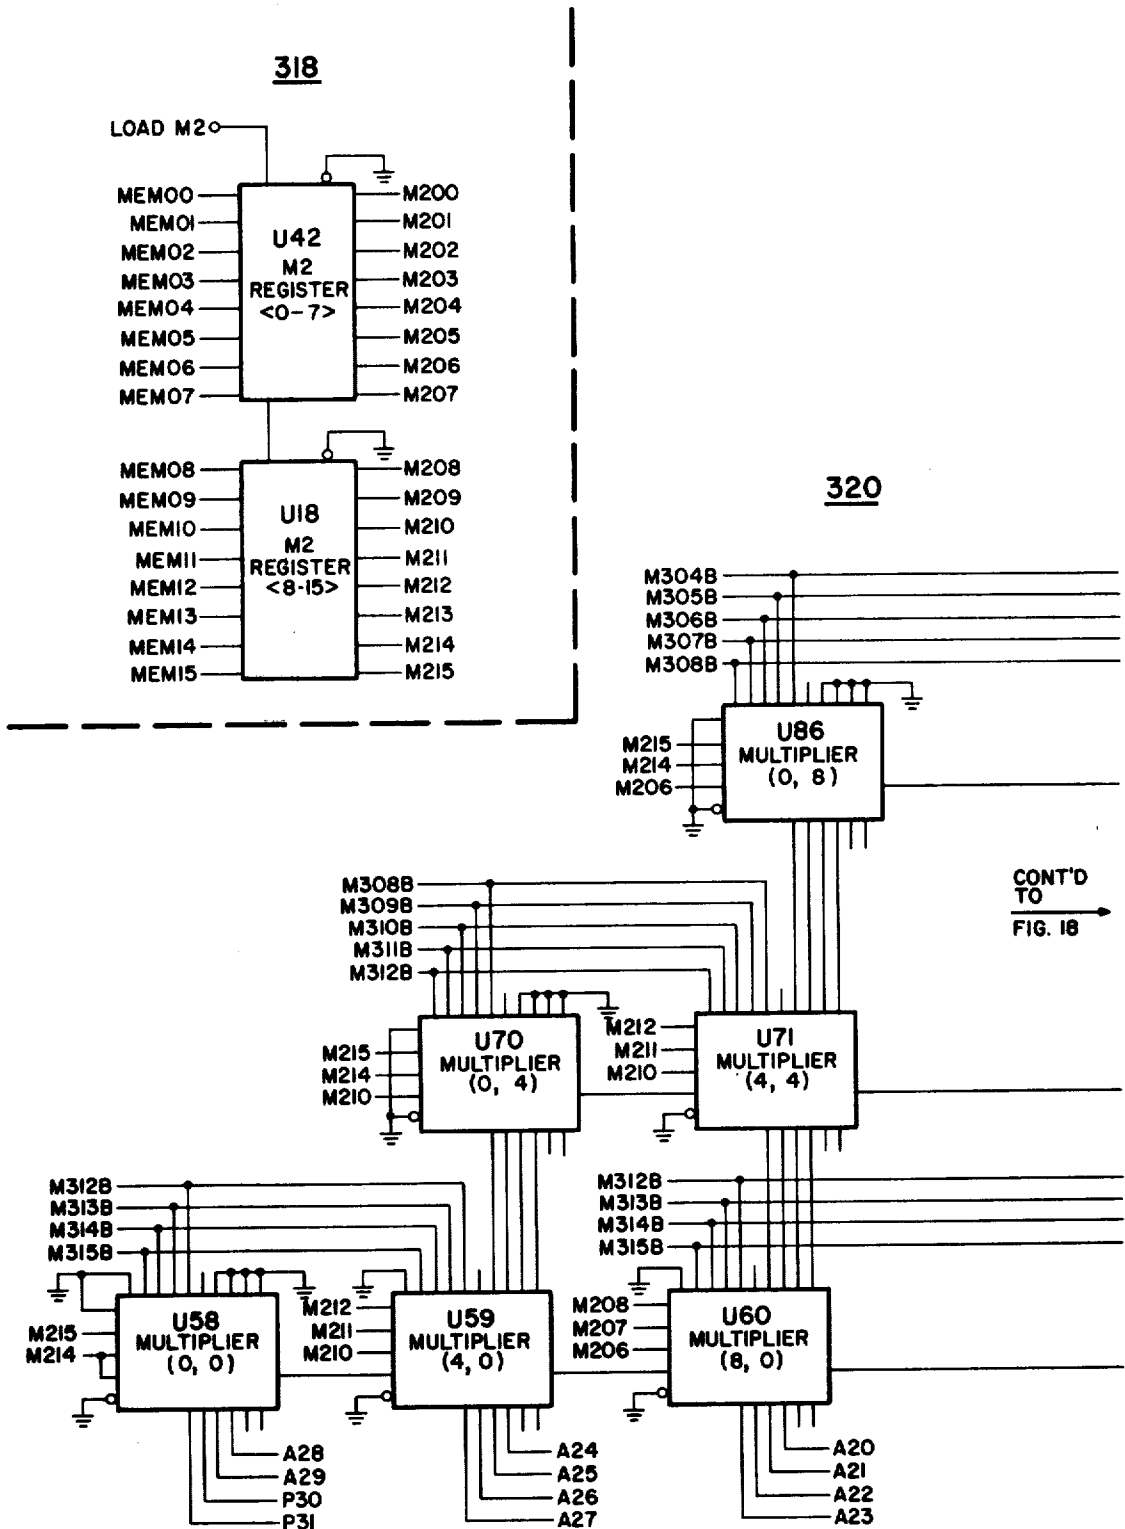 318
LOAD M2
MEM00 M200
MEM01 M201
MEM02 M202
MEM03 M203
MEM04 M204
MEM05 M205
MEM06 M206
MEM07 M207
U42
M2
REGISTER
<0-7>
MEM08 M208
MEM09 M209
MEM10 M210
MEM11 M211
MEM12 M212
MEM13 M213
MEM14 M214
MEM15 M215
U18
M2
REGISTER
<8-15>
320
M304B
M305B
M306B
M307B
M308B
M215
M214
M206
U86
MULTIPLIER
(0, 8)
CONT'D
TO
FIG. 18
M308B
M309B
M310B
M311B
M312B
M215
M214
M210
U70
MULTIPLIER
(0, 4)
M212
M211
M210
U71
MULTIPLIER
(4, 4)
M312B
M313B
M314B
M315B
M215
M214
U58
MULTIPLIER
(0, 0)
A28
A29
P30
P31
M212
M211
M210
U59
MULTIPLIER
(4, 0)
A24
A25
A26
A27
M312B
M313B
M314B
M315B
M208
M207
M206
U60
MULTIPLIER
(8, 0)
A20
A21
A22
A23